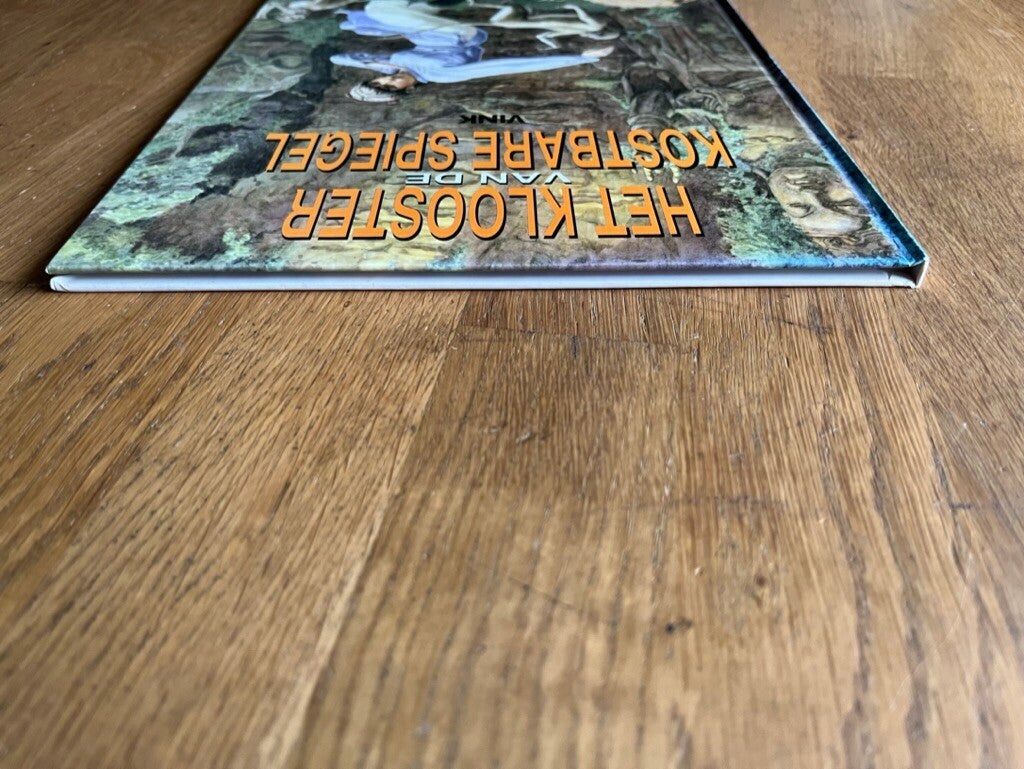 HET KLOOSTER
VAN DE
KOSTBARE SPIEGEL
VINK